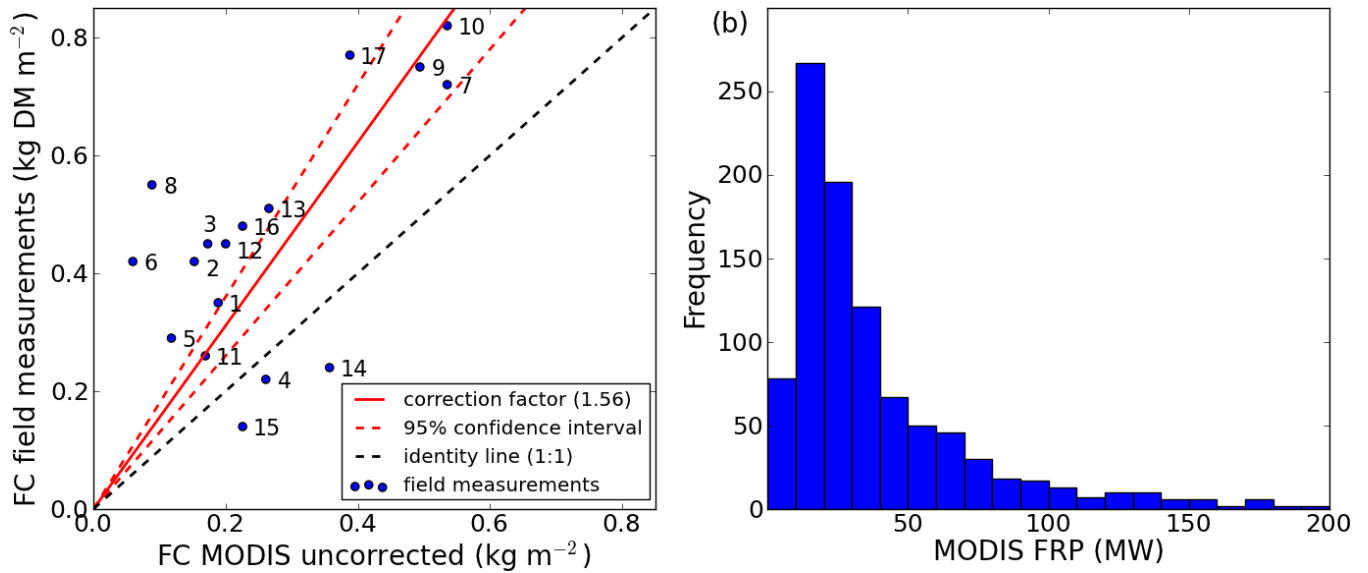 FC field measurements (kg DM m⁻²)
0.8
0.6
0.4
0.2
0.0
10
17
9
7
8
13
3
16
12
6
2
1
5
11
14
4
15
correction factor (1.56)
95% confidence interval
identity line (1:1)
field measurements
0.0 0.2 0.4 0.6 0.8
FC MODIS uncorrected (kg m⁻²)
(b)
Frequency
250
200
150
100
50
0
50 100 150 200
MODIS FRP (MW)